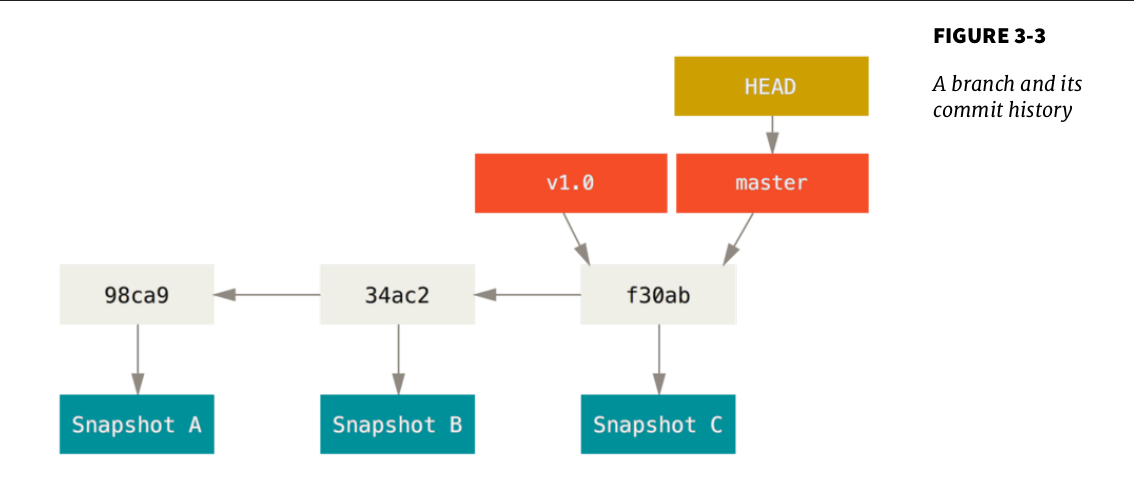 FIGURE 3-3
A branch and its
commit history
HEAD
v1.0
master
98ca9
34ac2
f30ab
Snapshot A
Snapshot B
Snapshot C